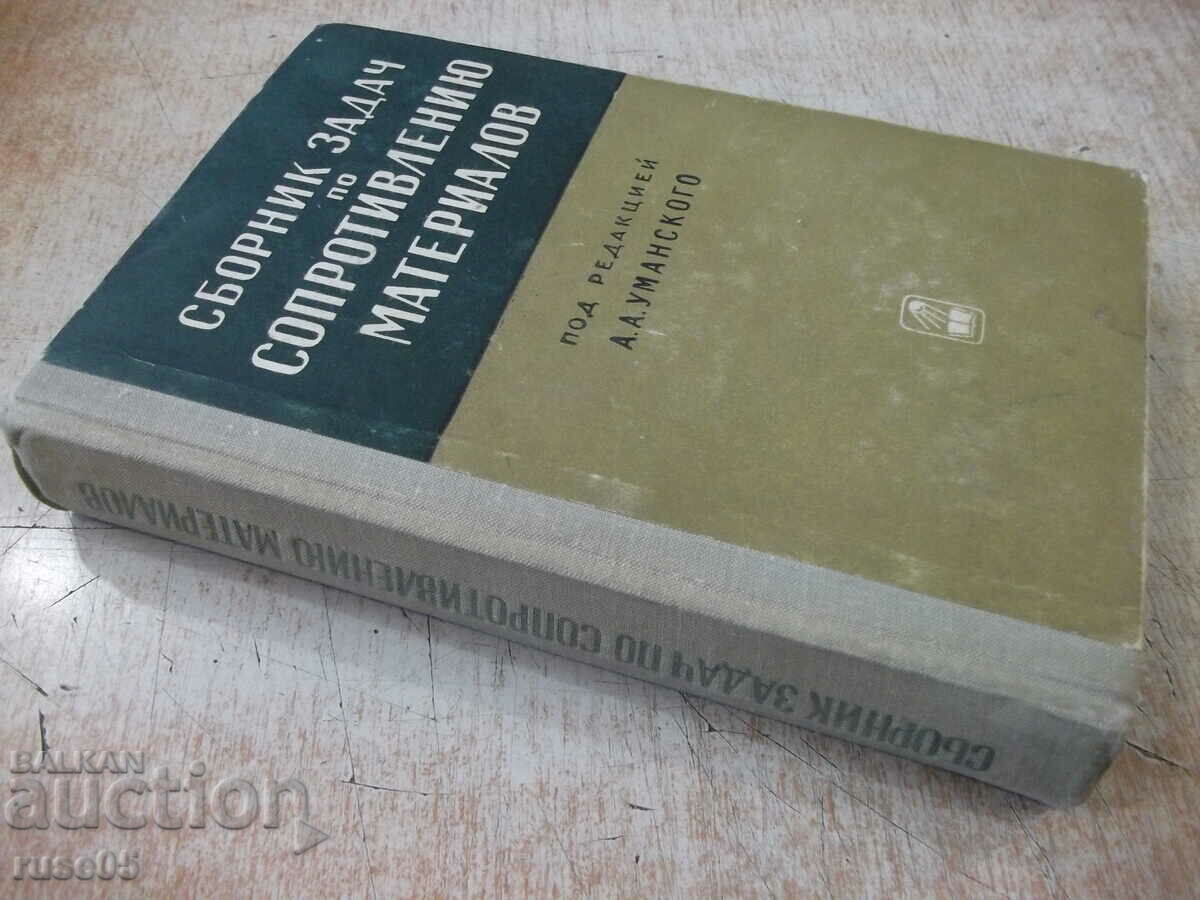 СБОРНИК ЗАДАЧ
ПО
СОПРОТИВЛЕНИЮ
МАТЕРИАЛОВ
ПОД РЕДАКЦИЕЙ
А.А.УМАНСКОГО
СБОРНИК ЗАДАЧ ПО СОПРОТИВЛЕНИЮ МАТЕРИАЛОВ
BALKAN
auction
ruse05